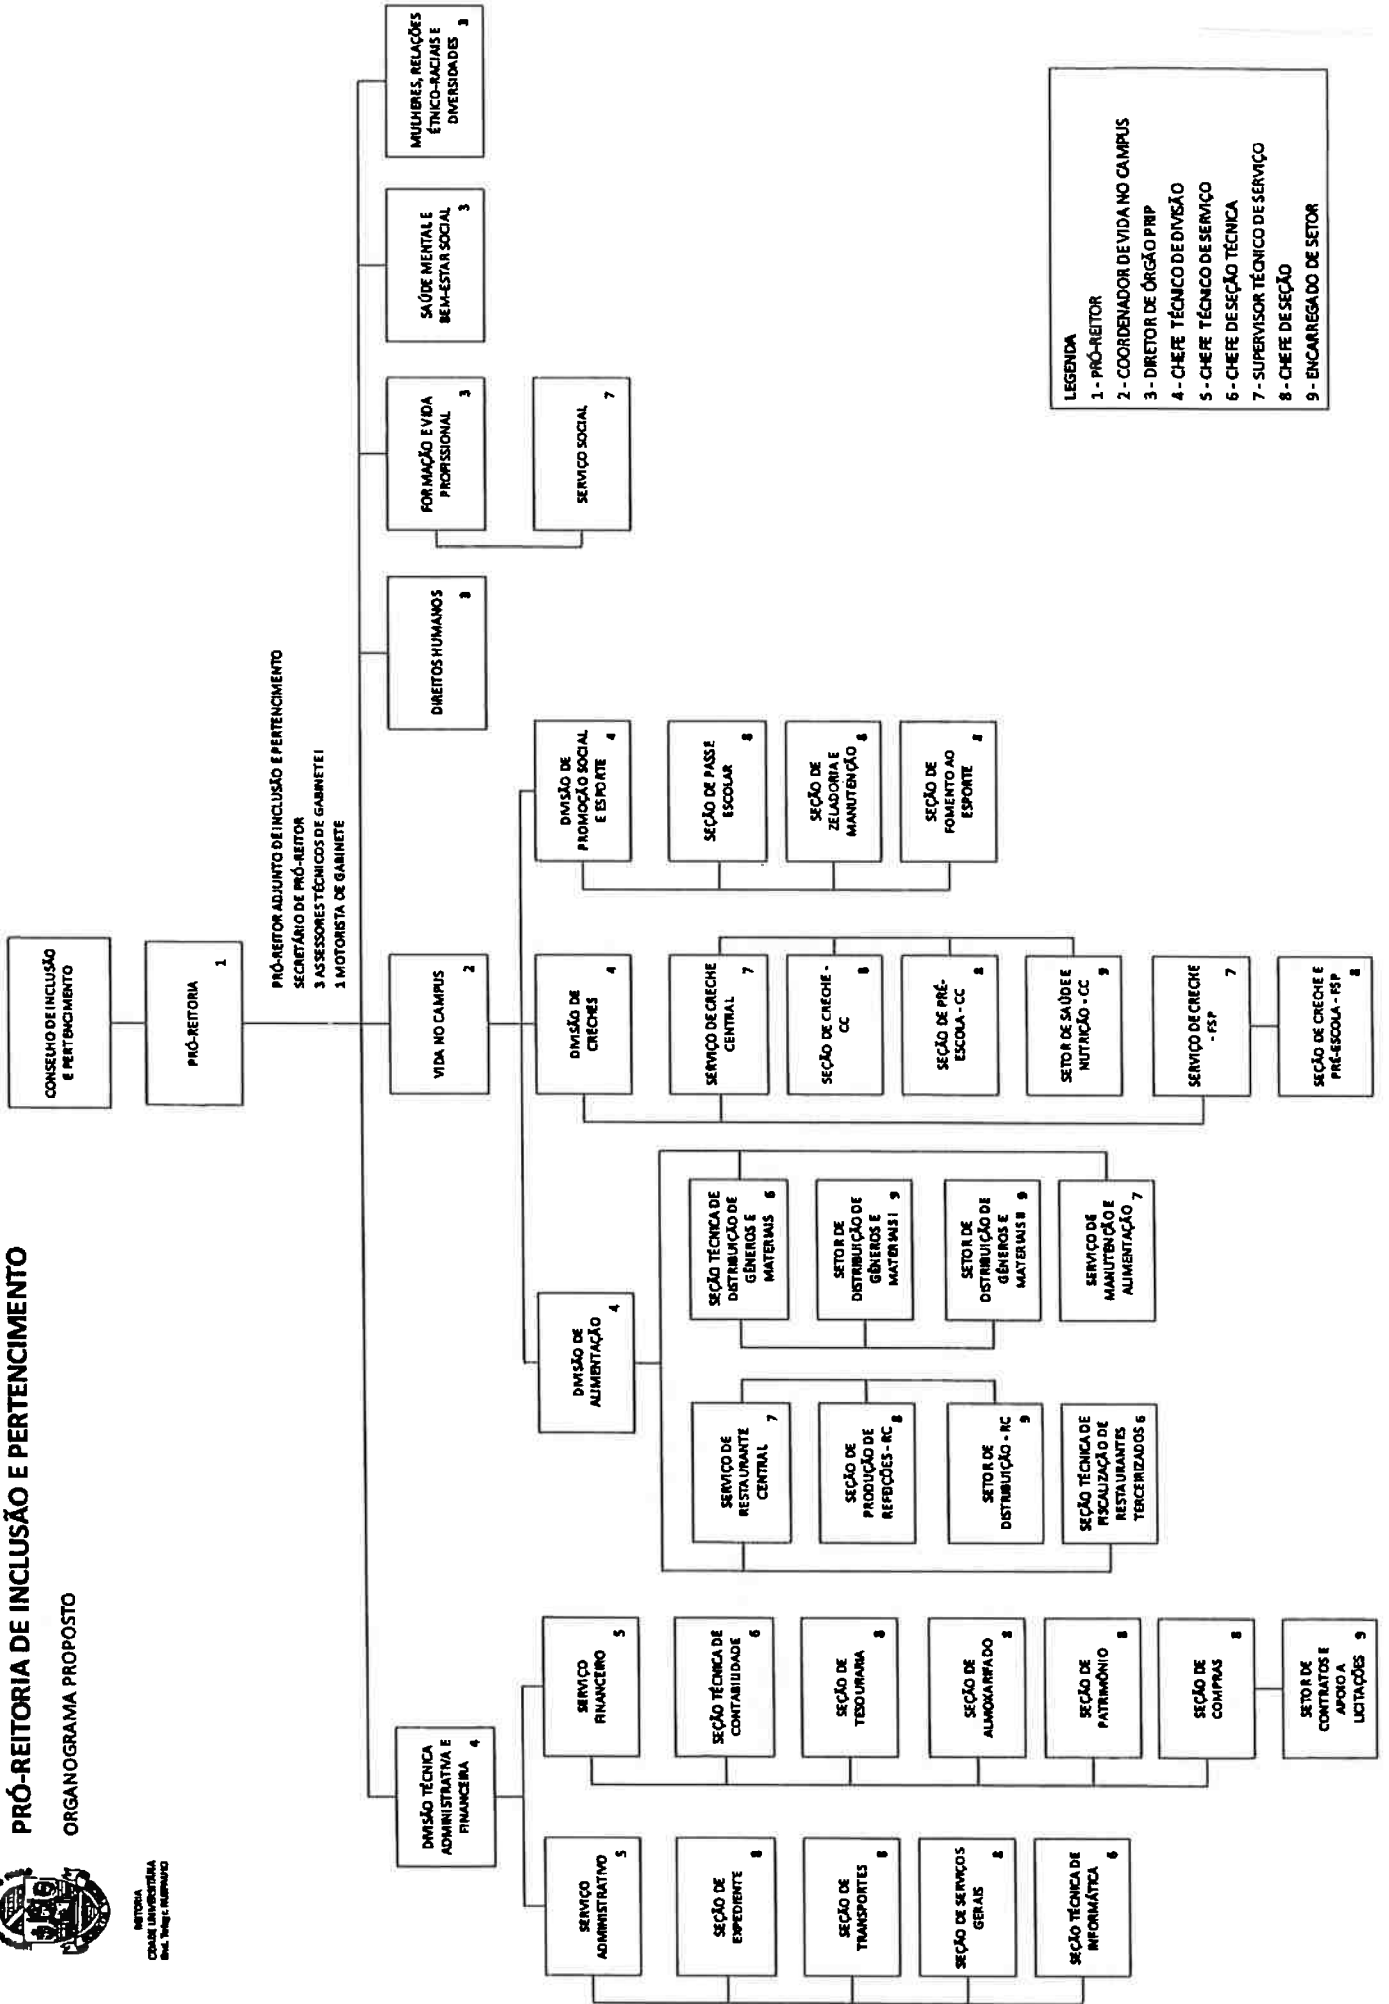 PRÓ-REITORIA DE INCLUSÃO E PERTENCIMENTO
ORGANOGRAMA PROPOSTO
REITORIA
CIDADE UNIVERSITÁRIA
CONSELHO DE INCLUSÃO
E PERTENCIMENTO
PRÓ-REITORIA
1
PRÓ-REITOR ADJUNTO DE INCLUSÃO E PERTENCIMENTO
SECRETÁRIO DE PRÓ-REITOR
3 ASSESSORES TÉCNICOS DE GABINETE I
1 MOTORISTA DE GABINETE
DIVISÃO TÉCNICA
ADMINISTRATIVA E
FINANCEIRA
4
VIDA NO CAMPUS
2
DIREITOS HUMANOS
3
FORMAÇÃO E VIDA
PROFISSIONAL
3
SAÚDE MENTAL E
BEM-ESTAR SOCIAL
3
MULHERES, RELAÇÕES
ÉTNICO-RACIAIS E
DIVERSIDADES
3
SERVIÇO SOCIAL
7
SERVIÇO
ADMINISTRATIVO
5
SEÇÃO DE
EXPEDIENTE
8
SEÇÃO DE
TRANSPORTES
8
SEÇÃO DE SERVIÇOS
GERAIS
8
SEÇÃO TÉCNICA DE
INFORMÁTICA
6
SERVIÇO
FINANCEIRO
5
SEÇÃO TÉCNICA DE
CONTABILIDADE
6
SEÇÃO DE
TESOURARIA
8
SEÇÃO DE
ALMOXARIFADO
8
SEÇÃO DE
PATRIMÔNIO
8
SEÇÃO DE
COMPRAS
8
SETOR DE
CONTRATOS E
APOIO A
LICITAÇÕES
9
DIVISÃO DE
ALIMENTAÇÃO
4
SERVIÇO DE
RESTAURANTE
CENTRAL
7
SEÇÃO DE
PRODUÇÃO DE
REFEIÇÕES - RC
8
SETOR DE
DISTRIBUIÇÃO - RC
9
SEÇÃO TÉCNICA DE
FISCALIZAÇÃO DE
RESTAURANTES
TERCEIRIZADOS 6
SEÇÃO TÉCNICA DE
DISTRIBUIÇÃO DE
GÊNEROS E
MATERIAIS 6
SETOR DE
DISTRIBUIÇÃO DE
GÊNEROS E
MATERIAIS I 9
SETOR DE
DISTRIBUIÇÃO DE
GÊNEROS E
MATERIAIS II 9
SERVIÇO DE
MANUTENÇÃO E
ALIMENTAÇÃO 7
DIVISÃO DE
CRECHES
4
SERVIÇO DE CRECHE
CENTRAL
7
SEÇÃO DE CRECHE -
CC
8
SEÇÃO DE PRÉ-
ESCOLA - CC
8
SETOR DE SAÚDE E
NUTRIÇÃO - CC
9
SERVIÇO DE CRECHE
- FSP
7
SEÇÃO DE CRECHE E
PRÉ-ESCOLA - FSP
8
DIVISÃO DE
PROMOÇÃO SOCIAL
E ESPORTE
4
SEÇÃO DE PASSE
ESCOLAR
8
SEÇÃO DE
ZELADORIA E
MANUTENÇÃO 8
SEÇÃO DE
FOMENTO AO
ESPORTE
8
LEGENDA
1 - PRÓ-REITOR
2 - COORDENADOR DE VIDA NO CAMPUS
3 - DIRETOR DE ÓRGÃO PRIP
4 - CHEFE TÉCNICO DE DIVISÃO
5 - CHEFE TÉCNICO DE SERVIÇO
6 - CHEFE DE SEÇÃO TÉCNICA
7 - SUPERVISOR TÉCNICO DE SERVIÇO
8 - CHEFE DE SEÇÃO
9 - ENCARREGADO DE SETOR